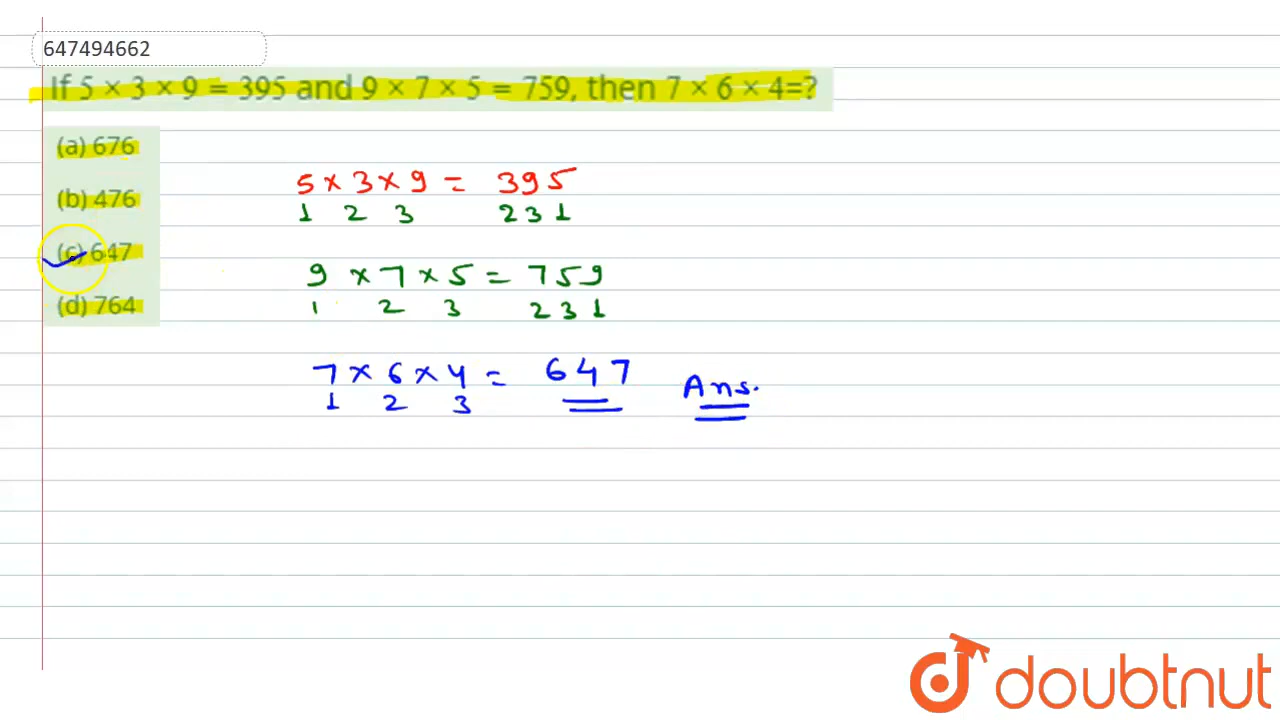 647494662
If 5 × 3 × 9 = 395 and 9 × 7 × 5 = 759, then 7 × 6 × 4=?
(a) 676
(b) 476
(c) 647
(d) 764
5 × 3 × 9 = 395
1 2 3 2 3 1
9 × 7 × 5 = 759
1 2 3 2 3 1
7 × 6 × 4 = 647 Ans.
1 2 3
doubtnut